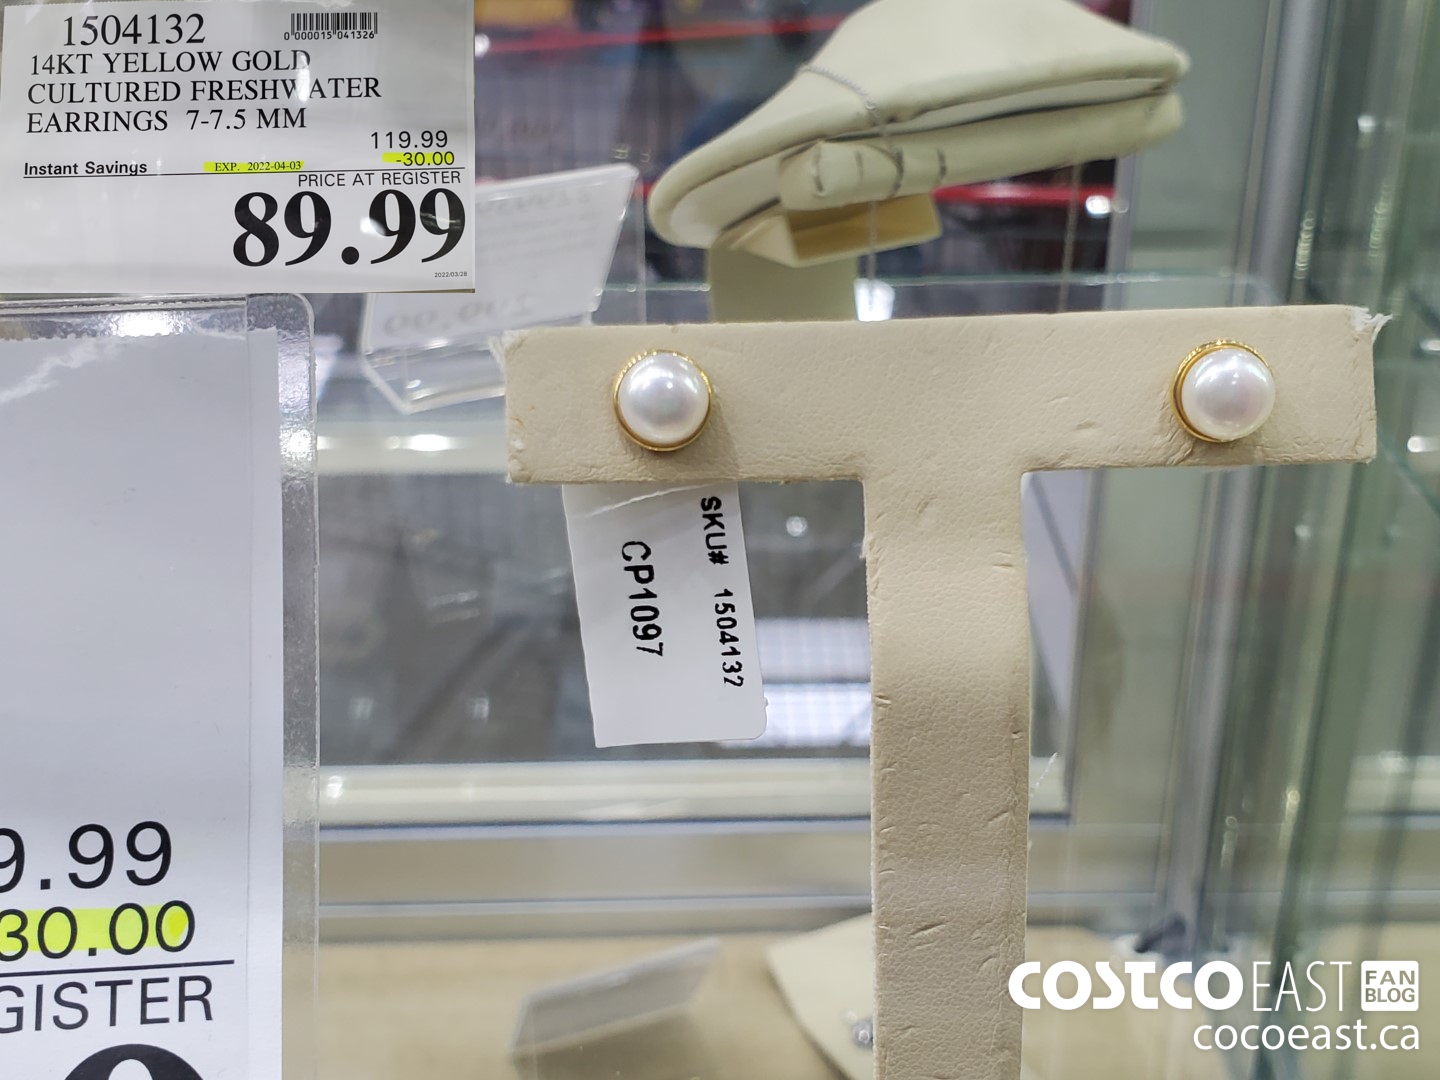 1504132
0 000015 041326
14KT YELLOW GOLD
CULTURED FRESHWATER
EARRINGS 7-7.5 MM
119.99
Instant Savings EXP. 2022-04-03 -30.00
PRICE AT REGISTER
89.99
2022/03/28
SKU# 1504132
CP1097
9.99
30.00
GISTER
COSTCO EAST FAN BLOG
cocoeast.ca